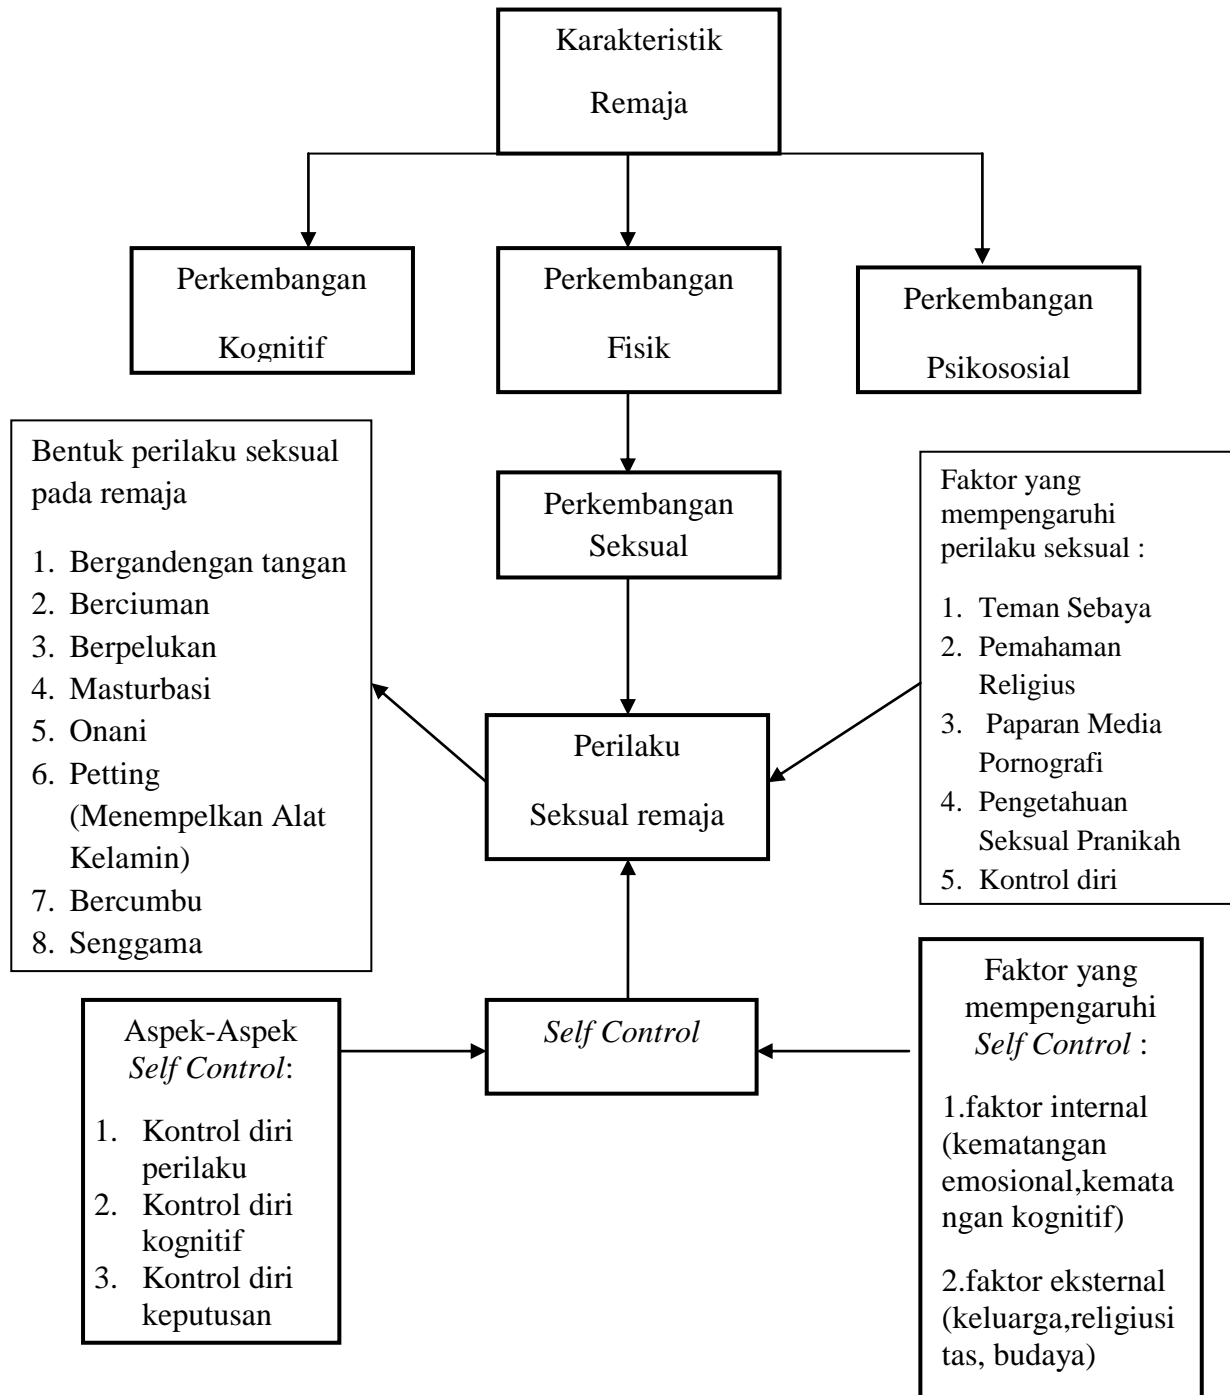 Karakteristik
Remaja
Perkembangan
Kognitif
Perkembangan
Fisik
Perkembangan
Psikososial
Bentuk perilaku seksual
pada remaja
1. Bergandengan tangan
2. Berciuman
3. Berpelukan
4. Masturbasi
5. Onani
6. Petting
(Menempelkan Alat
Kelamin)
7. Bercumbu
8. Senggama
Perkembangan
Seksual
Faktor yang
mempengaruhi
perilaku seksual :
1. Teman Sebaya
2. Pemahaman
Religius
3. Paparan Media
Pornografi
4. Pengetahuan
Seksual Pranikah
5. Kontrol diri
Perilaku
Seksual remaja
Aspek-Aspek
Self Control:
1. Kontrol diri
perilaku
2. Kontrol diri
kognitif
3. Kontrol diri
keputusan
Self Control
Faktor yang
mempengaruhi
Self Control :
1.faktor internal
(kematangan
emosional,kemata
ngan kognitif)
2.faktor eksternal
(keluarga,religiusi
tas, budaya)